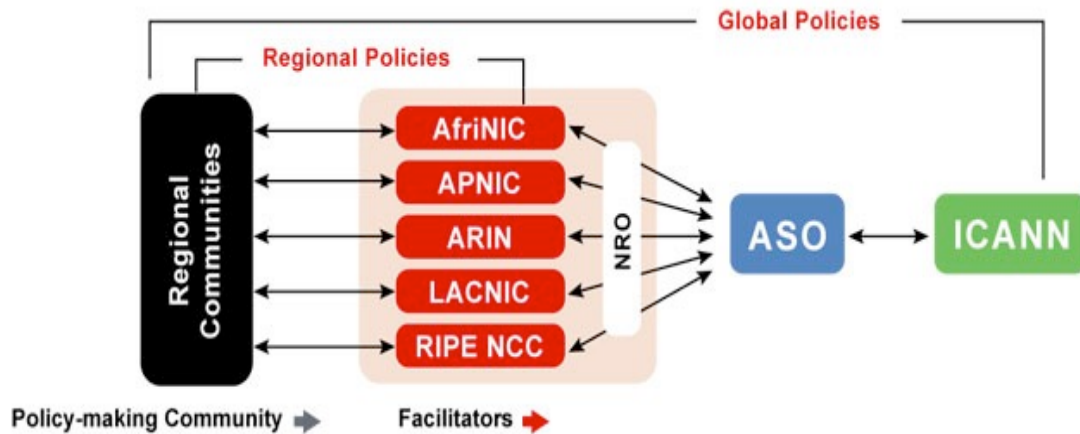 Global Policies
Regional Policies
Regional
Communities
AfriNIC
APNIC
ARIN
LACNIC
RIPE NCC
NRO
ASO
ICANN
Policy-making Community
Facilitators